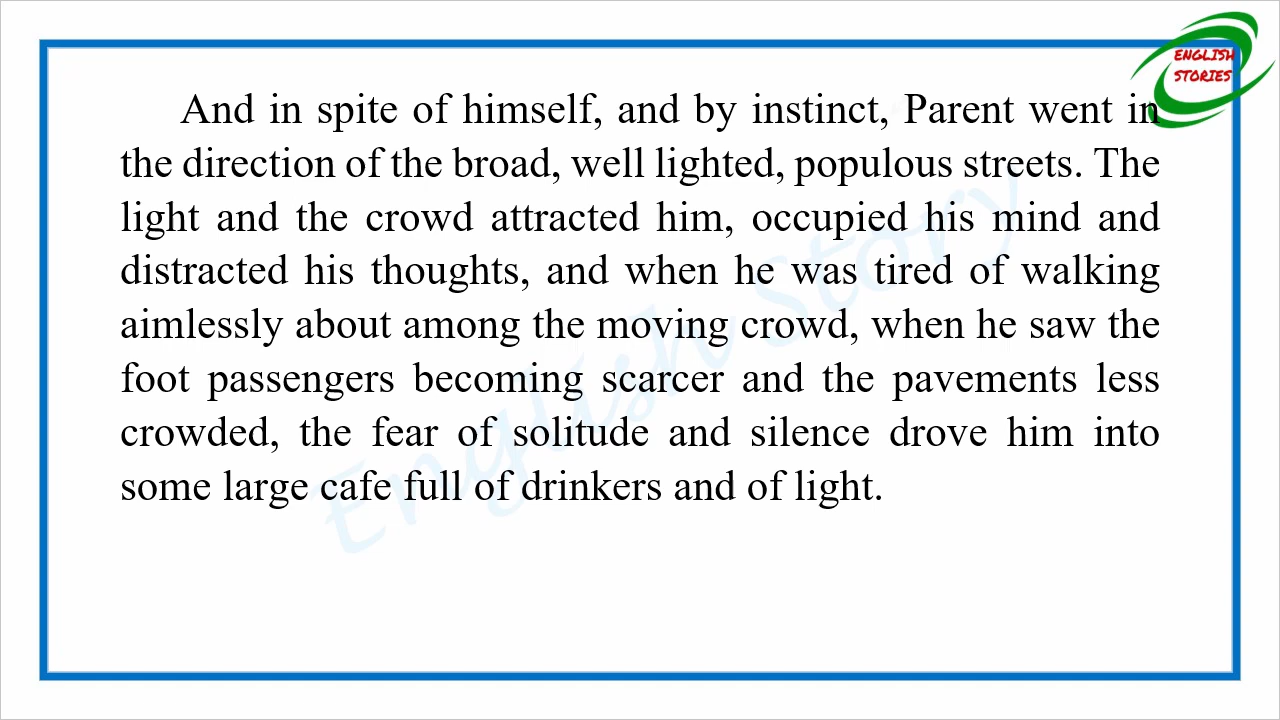 ENGLISH
STORIES
And in spite of himself, and by instinct, Parent went in
the direction of the broad, well lighted, populous streets. The
light and the crowd attracted him, occupied his mind and
distracted his thoughts, and when he was tired of walking
aimlessly about among the moving crowd, when he saw the
foot passengers becoming scarcer and the pavements less
crowded, the fear of solitude and silence drove him into
some large cafe full of drinkers and of light.
English Story